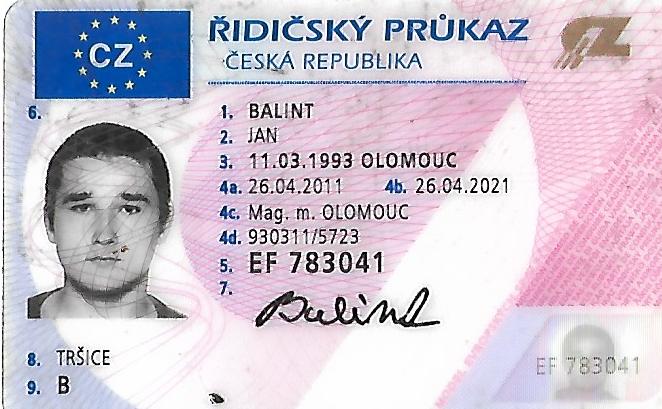 CZ
ŘIDIČSKÝ PRŮKAZ
ČESKÁ REPUBLIKA
6.
1. BALINT
2. JAN
3. 11.03.1993 OLOMOUC
4a. 26.04.2011 4b. 26.04.2021
4c. Mag. m. OLOMOUC
4d. 930311/5723
5. EF 783041
7. Balint
8. TRŠICE
9. B
EF 783041
CZ